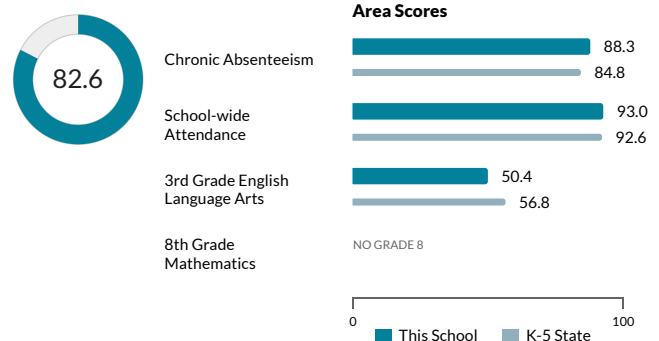 82.6
Area Scores
Chronic Absenteeism
88.3
84.8
School-wide
Attendance
93.0
92.6
3rd Grade English
Language Arts
50.4
56.8
8th Grade
Mathematics
NO GRADE 8
0
100
This School
K-5 State